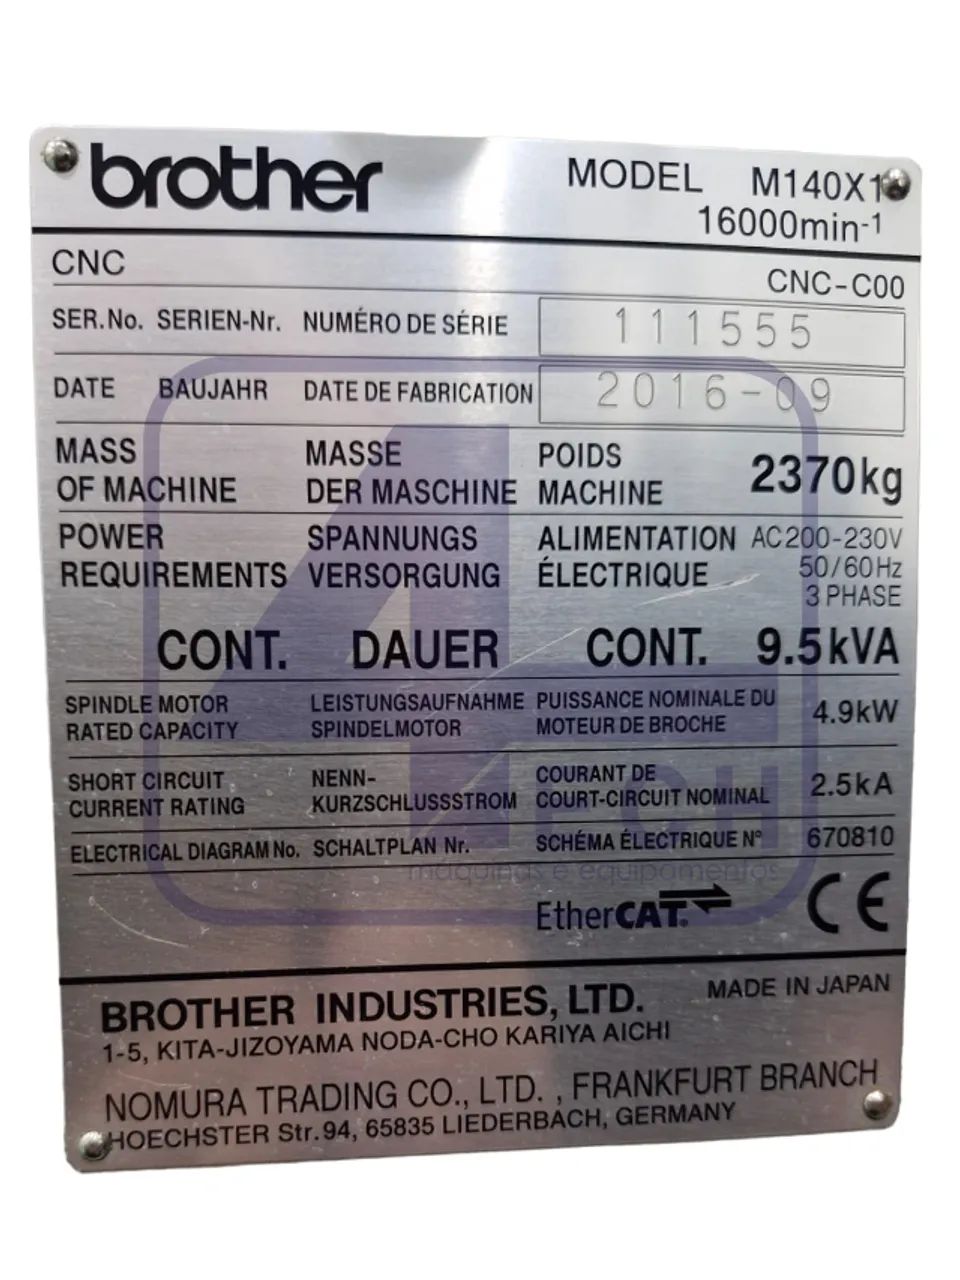 brother
MODEL M140X1
16000min-1
CNC CNC-C00
SER.No. SERIEN-Nr. NUMÉRO DE SÉRIE 111555
DATE BAUJAHR DATE DE FABRICATION 2016-09
MASS MASSE POIDS
OF MACHINE DER MASCHINE MACHINE 2370kg
POWER SPANNUNGS ALIMENTATION AC200-230V
REQUIREMENTS VERSORGUNG ÉLECTRIQUE 50/60Hz
3 PHASE
CONT. DAUER CONT. 9.5kVA
SPINDLE MOTOR LEISTUNGSAUFNAHME PUISSANCE NOMINALE DU
RATED CAPACITY SPINDELMOTOR MOTEUR DE BROCHE 4.9kW
SHORT CIRCUIT NENN- COURANT DE
CURRENT RATING KURZSCHLUSSSTROM COURT-CIRCUIT NOMINAL 2.5kA
ELECTRICAL DIAGRAM No. SCHALTPLAN Nr. SCHÉMA ÉLECTRIQUE N° 670810
máquinas e equipamentos
EtherCAT® CE
BROTHER INDUSTRIES, LTD. MADE IN JAPAN
1-5, KITA-JIZOYAMA NODA-CHO KARIYA AICHI
NOMURA TRADING CO., LTD. , FRANKFURT BRANCH
HOECHSTER Str. 94, 65835 LIEDERBACH, GERMANY